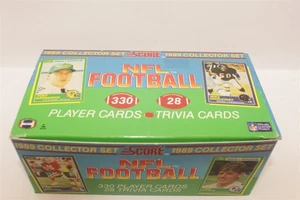 1989 COLLECTOR SET SCORE 1989 COLLECTOR SET
NFL
FOOTBALL
330 28
PLAYER CARDS TRIVIA CARDS
1989 COLLECTOR SET SCORE 1989 COLLECTOR SET
NFL
FOOTBALL
330 PLAYER CARDS
28 TRIVIA CARDS